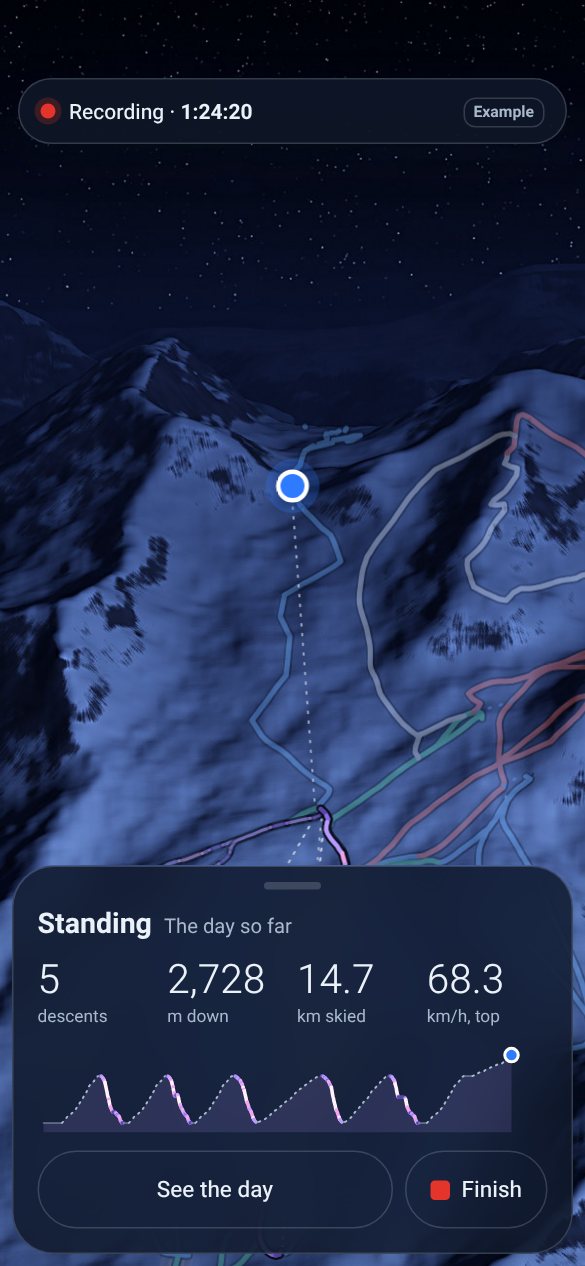 Recording · 1:24:20
Example
Standing The day so far
5 2,728 14.7 68.3
descents m down km skied km/h, top
See the day
Finish